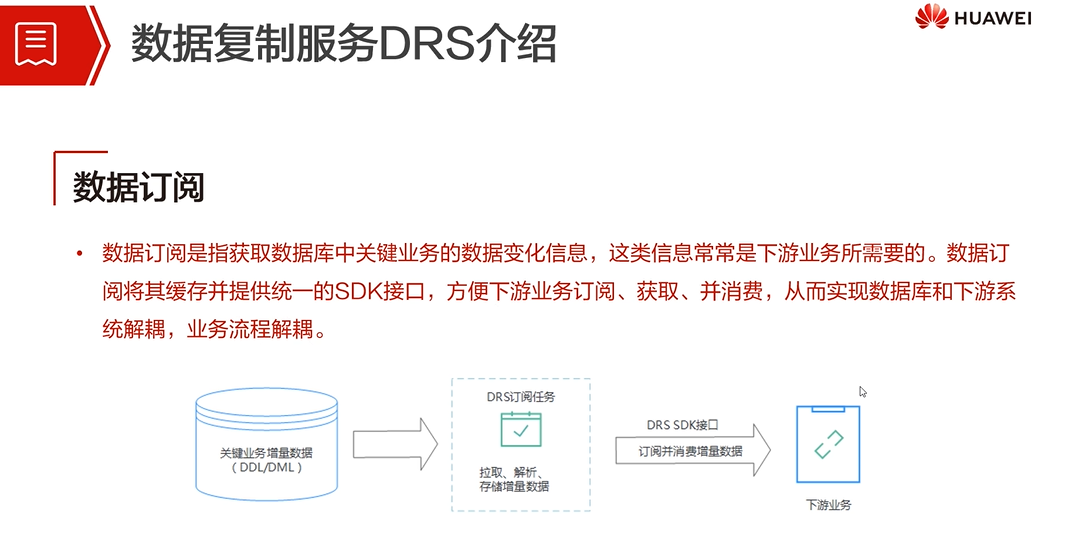 数据复制服务DRS介绍
HUAWEI
数据订阅
• 数据订阅是指获取数据库中关键业务的数据变化信息，这类信息常常是下游业务所需要的。数据订
阅将其缓存并提供统一的SDK接口，方便下游业务订阅、获取、并消费，从而实现数据库和下游系
统解耦，业务流程解耦。
关键业务增量数据
（DDL/DML）
DRS订阅任务
拉取、解析、
存储增量数据
DRS SDK接口
订阅并消费增量数据
下游业务